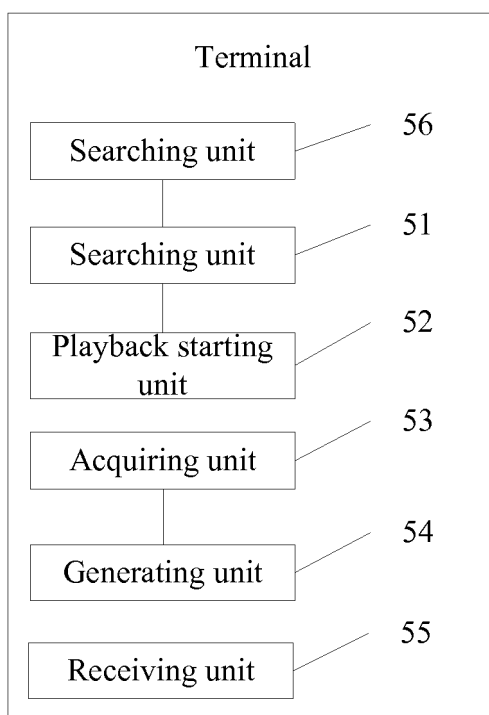 Terminal
56
Searching unit
51
Searching unit
52
Playback starting
unit
53
Acquiring unit
54
Generating unit
55
Receiving unit